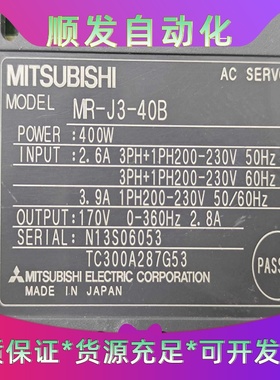 顺发自动化
MITSUBISHI
AC SERVO
MODEL MR-J3-40B
POWER: 400W
INPUT: 2.6A 3PH+1PH200-230V 50Hz
3PH+1PH200-230V 60Hz
3.9A 1PH200-230V 50/60Hz
OUTPUT: 170V 0-360Hz 2.8A
SERIAL: N13S06053
TC300A287G53
PASS
MITSUBISHI ELECTRIC CORPORATION
MADE IN JAPAN
质保证*货源充足*可开发